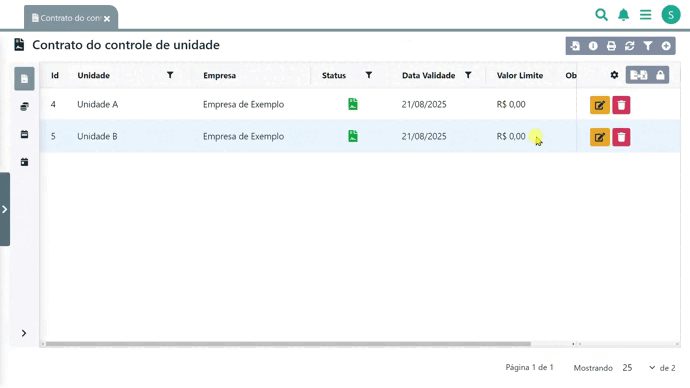 Contrato do con
S
Contrato do controle de unidade
Id Unidade Empresa Status Data Validade Valor Limite Ob
4 Unidade A Empresa de Exemplo 21/08/2025 R$ 0,00
5 Unidade B Empresa de Exemplo 21/08/2025 R$ 0,00
Página 1 de 1 Mostrando 25 de 2